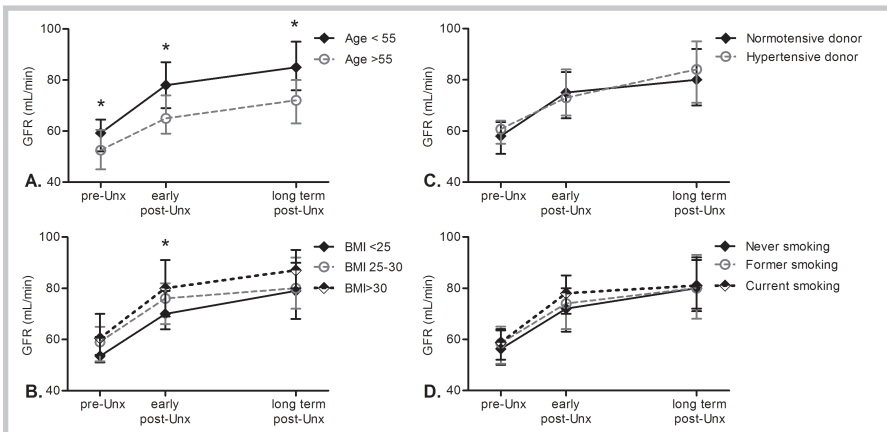 100
80
60
40
GFR (mL/min)
*
*
*
Age < 55
Age >55
A.
pre-Unx
early
post-Unx
long term
post-Unx
100
80
60
40
GFR (mL/min)
Normotensive donor
Hypertensive donor
C.
pre-Unx
early
post-Unx
long term
post-Unx
100
80
60
40
GFR (mL/min)
*
BMI <25
BMI 25-30
BMI>30
B.
pre-Unx
early
post-Unx
long term
post-Unx
100
80
60
40
GFR (mL/min)
Never smoking
Former smoking
Current smoking
D.
pre-Unx
early
post-Unx
long term
post-Unx